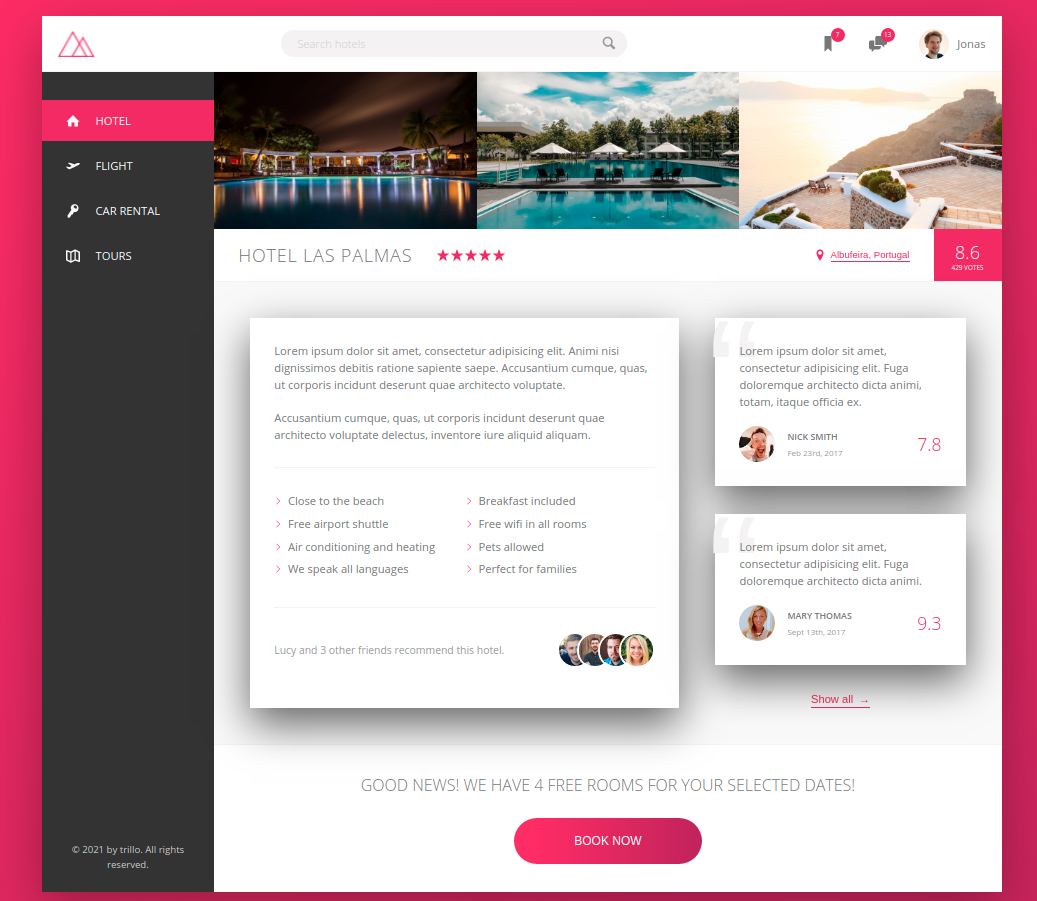 Search hotels
7
13
Jonas
HOTEL
FLIGHT
CAR RENTAL
TOURS
HOTEL LAS PALMAS
Albufeira, Portugal
8.6
429 VOTES
Lorem ipsum dolor sit amet, consectetur adipisicing elit. Animi nisi
dignissimos debitis ratione sapiente saepe. Accusantium cumque, quas,
ut corporis incidunt deserunt quae architecto voluptate.
Accusantium cumque, quas, ut corporis incidunt deserunt quae
architecto voluptate delectus, inventore iure aliquid aliquam.
Close to the beach
Breakfast included
Free airport shuttle
Free wifi in all rooms
Air conditioning and heating
Pets allowed
We speak all languages
Perfect for families
Lucy and 3 other friends recommend this hotel.
“
Lorem ipsum dolor sit amet,
consectetur adipisicing elit. Fuga
doloremque architecto dicta animi,
totam, itaque officia ex.
NICK SMITH
Feb 23rd, 2017
7.8
“
Lorem ipsum dolor sit amet,
consectetur adipisicing elit. Fuga
doloremque architecto dicta animi.
MARY THOMAS
Sept 13th, 2017
9.3
Show all →
GOOD NEWS! WE HAVE 4 FREE ROOMS FOR YOUR SELECTED DATES!
BOOK NOW
© 2021 by trillo. All rights
reserved.